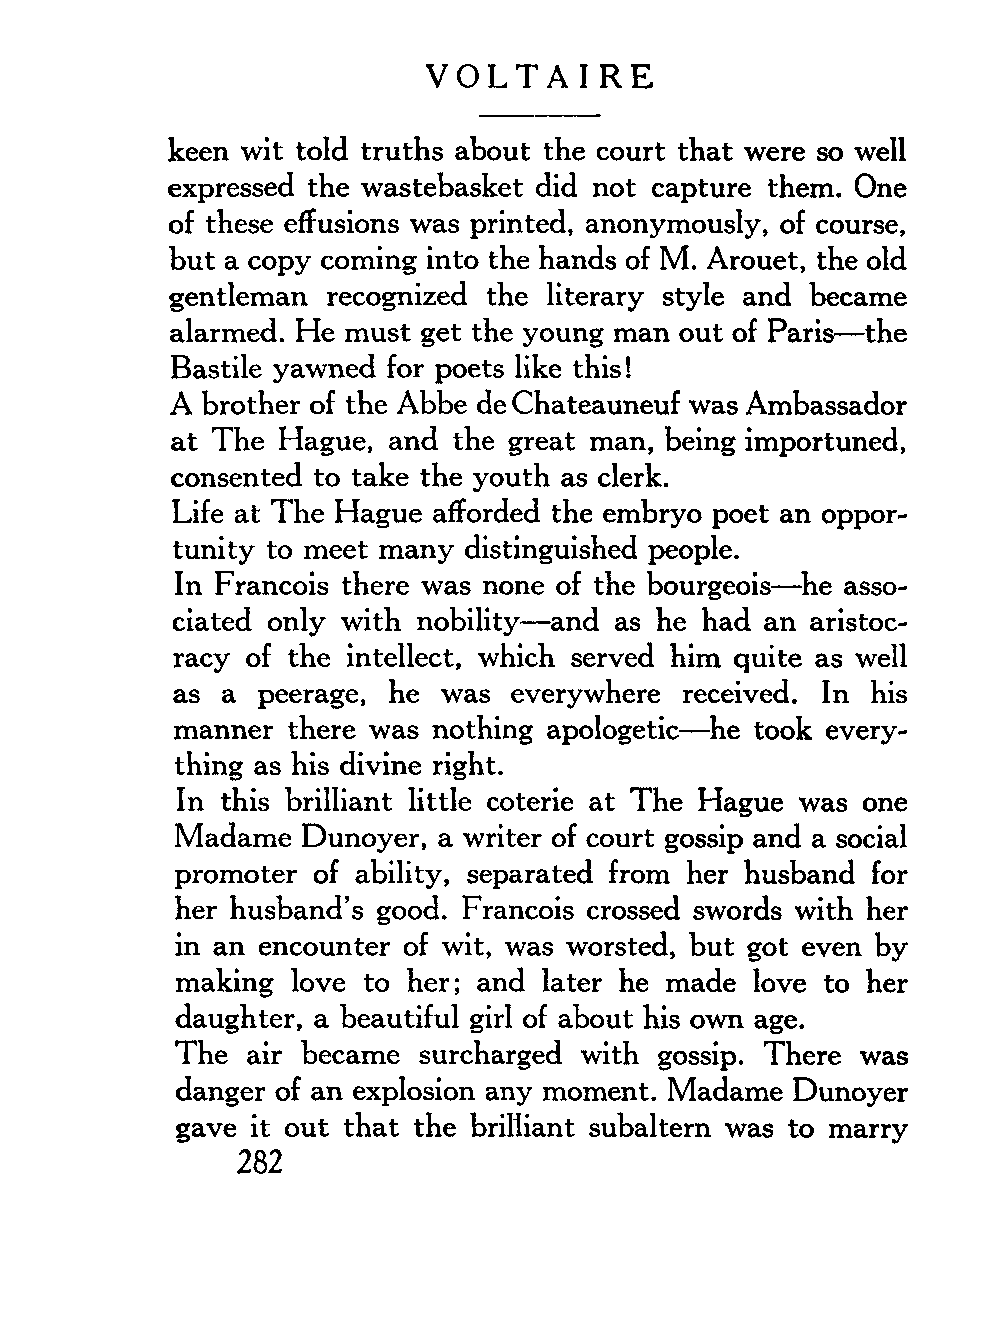 VOLTAIRE
keen wit told truths about the court that were so well
expressed the wastebasket did not capture them. One
of these effusions was printed, anonymously, of course,
but a copy coming into the hands of M. Arouet, the old
gentleman recognized the literary style and became
alarmed. He must get the young man out of Paris—the
Bastile yawned for poets like this!
A brother of the Abbe de Chateauneuf was Ambassador
at The Hague, and the great man, being importuned,
consented to take the youth as clerk.
Life at The Hague afforded the embryo poet an oppor-
tunity to meet many distinguished people.
In Francois there was none of the bourgeois—he asso-
ciated only with nobility—and as he had an aristoc-
racy of the intellect, which served him quite as well
as a peerage, he was everywhere received. In his
manner there was nothing apologetic—he took every-
thing as his divine right.
In this brilliant little coterie at The Hague was one
Madame Dunoyer, a writer of court gossip and a social
promoter of ability, separated from her husband for
her husband's good. Francois crossed swords with her
in an encounter of wit, was worsted, but got even by
making love to her; and later he made love to her
daughter, a beautiful girl of about his own age.
The air became surcharged with gossip. There was
danger of an explosion any moment. Madame Dunoyer
gave it out that the brilliant subaltern was to marry
282